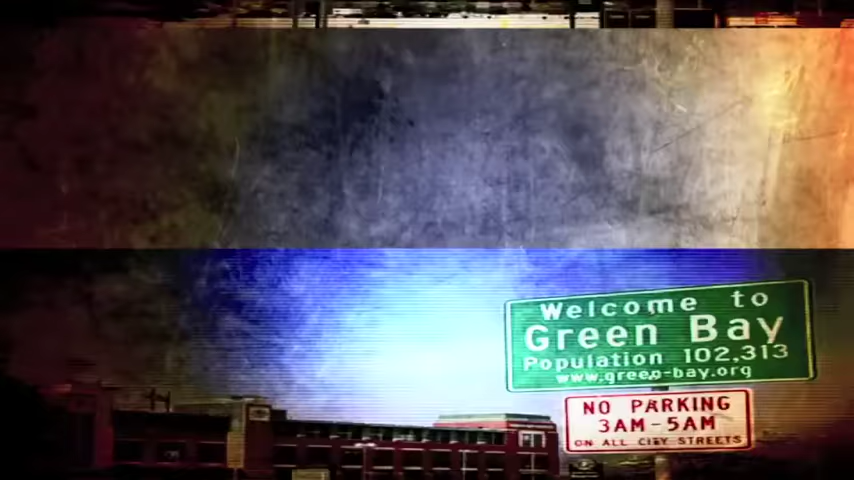 Welcome to
Green Bay
Population 102,313
www.green-bay.org
NO PARKING
3AM-5AM
ON ALL CITY STREETS